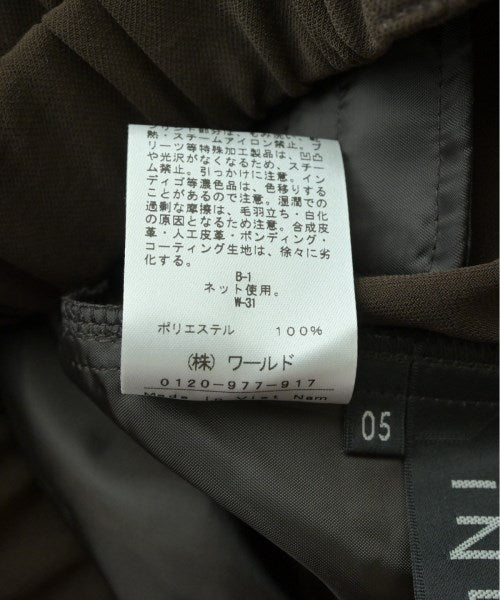 熱・スチームアイロン禁止。プ
リーツ等特殊加工製品は、凹凸
や光沢がなくなるため、スチー
ム禁止。引っかけに注意。イン
ディゴ等濃色品は、色移りする
ことがあるので注意。湿潤での
過剰な摩擦は、毛羽立ち・白化
の原因となるため注意。合成皮
革・人工皮革・ボンディング・
コーティング生地は、徐々に劣
化する。
B-1
ネット使用。
W-31
ポリエステル 100%
(株) ワールド
0120-977-917
Made in Viet Nam
05
INI